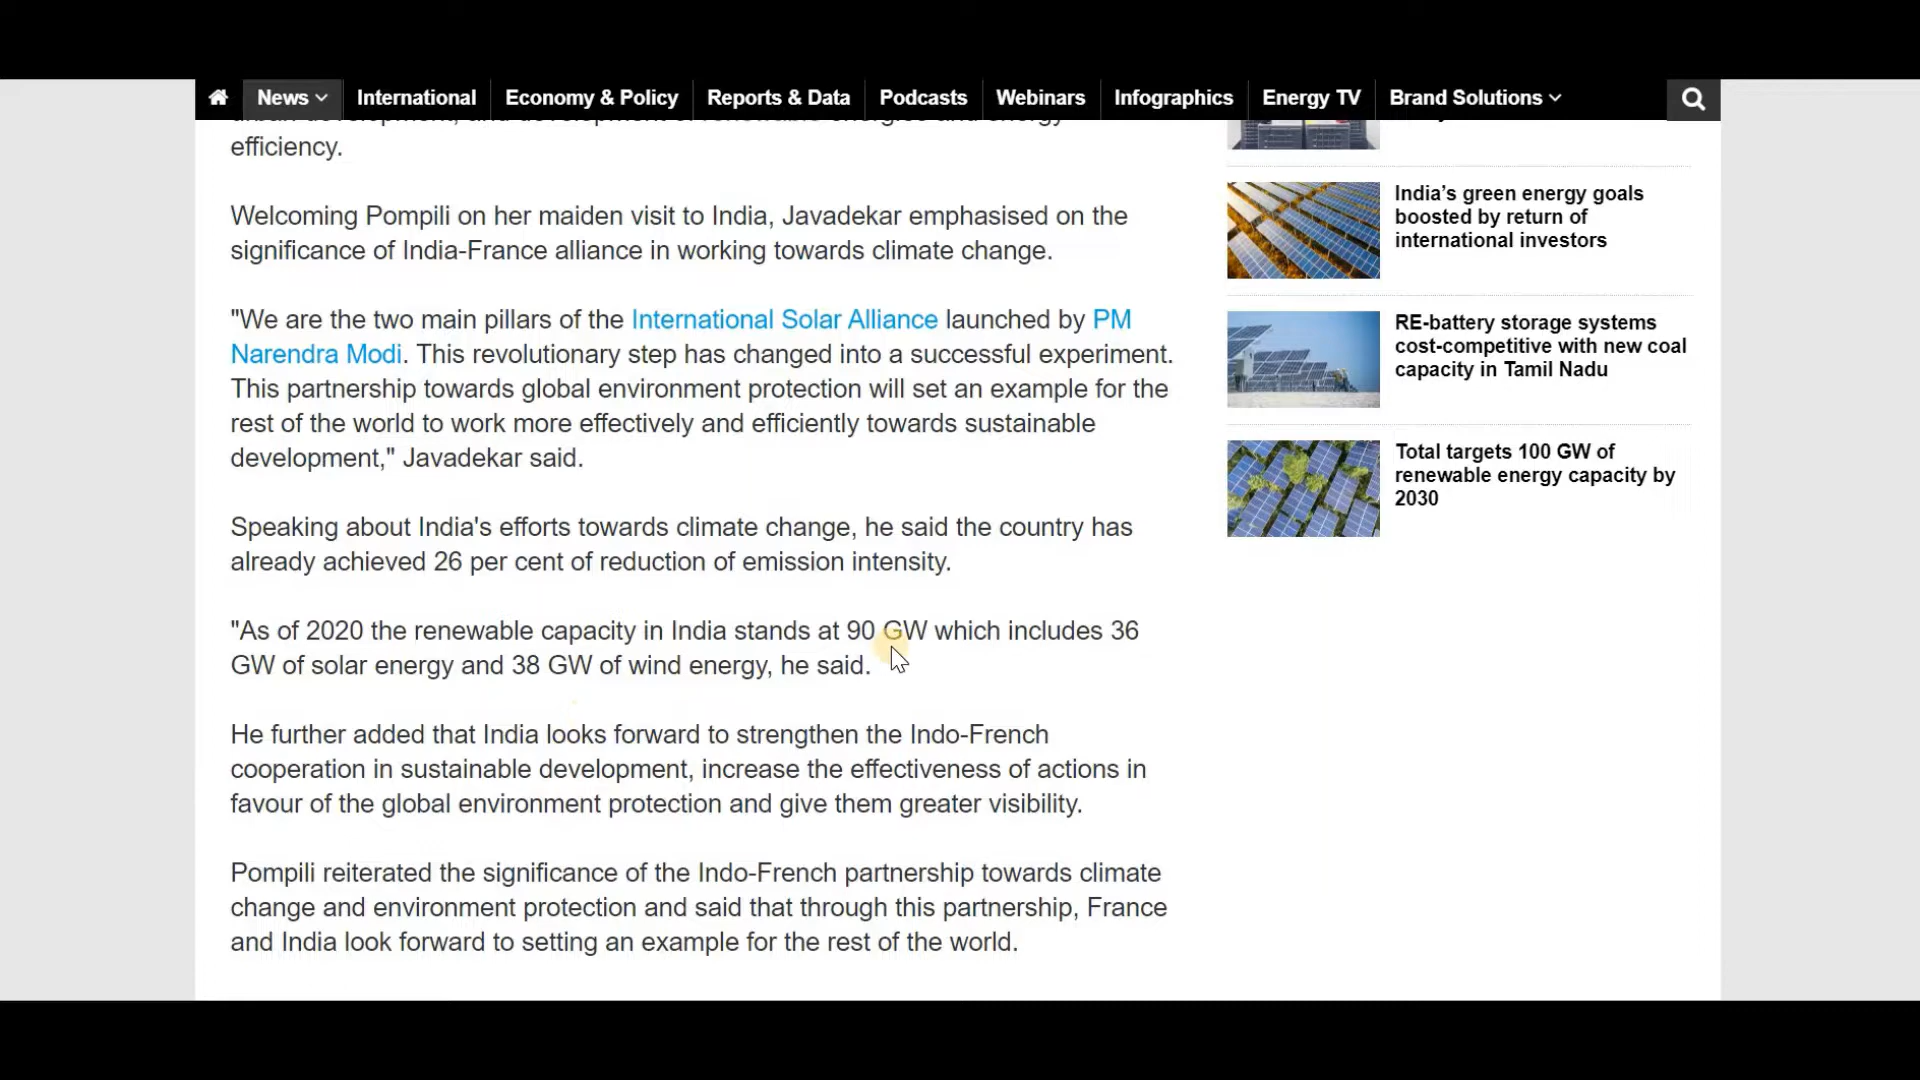 News
International
Economy & Policy
Reports & Data
Podcasts
Webinars
Infographics
Energy TV
Brand Solutions
urban development, and development of renewable energies and energy
efficiency.
Welcoming Pompili on her maiden visit to India, Javadekar emphasised on the
significance of India-France alliance in working towards climate change.
"We are the two main pillars of the International Solar Alliance launched by PM
Narendra Modi. This revolutionary step has changed into a successful experiment.
This partnership towards global environment protection will set an example for the
rest of the world to work more effectively and efficiently towards sustainable
development," Javadekar said.
Speaking about India's efforts towards climate change, he said the country has
already achieved 26 per cent of reduction of emission intensity.
"As of 2020 the renewable capacity in India stands at 90 GW which includes 36
GW of solar energy and 38 GW of wind energy, he said.
He further added that India looks forward to strengthen the Indo-French
cooperation in sustainable development, increase the effectiveness of actions in
favour of the global environment protection and give them greater visibility.
Pompili reiterated the significance of the Indo-French partnership towards climate
change and environment protection and said that through this partnership, France
and India look forward to setting an example for the rest of the world.
India's green energy goals
boosted by return of
international investors
RE-battery storage systems
cost-competitive with new coal
capacity in Tamil Nadu
Total targets 100 GW of
renewable energy capacity by
2030